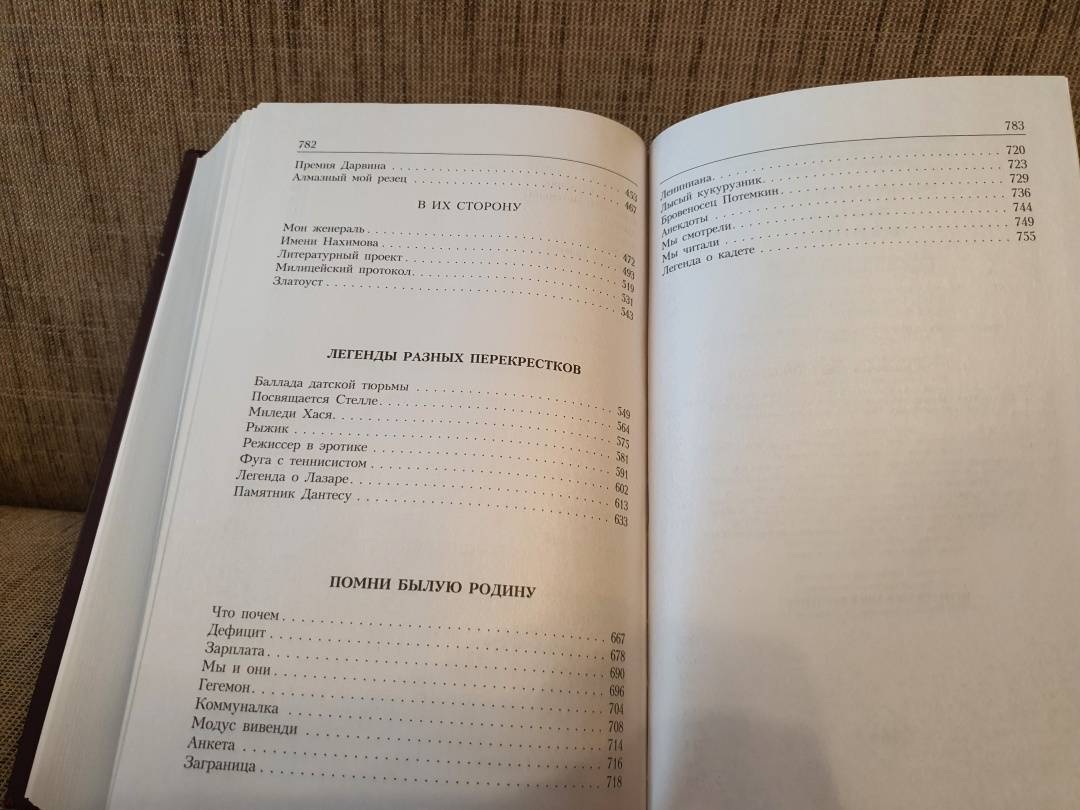 782
Премия Дарвина . . . . . . . . . . . . . . . . . . . . 453
Алмазный мой резец . . . . . . . . . . . . . . . . . . . . 467
В ИХ СТОРОНУ
Мон женераль . . . . . . . . . . . . . . . . . . . . 472
Имени Нахимова . . . . . . . . . . . . . . . . . . . . 493
Литературный проект . . . . . . . . . . . . . . . . . . . . 519
Милицейский протокол . . . . . . . . . . . . . . . . . . . . 531
Златоуст . . . . . . . . . . . . . . . . . . . . 543
ЛЕГЕНДЫ РАЗНЫХ ПЕРЕКРЕСТКОВ
Баллада датской тюрьмы . . . . . . . . . . . . . . . . . . . . 549
Посвящается Стелле . . . . . . . . . . . . . . . . . . . . 564
Миледи Хася . . . . . . . . . . . . . . . . . . . . 575
Рыжик . . . . . . . . . . . . . . . . . . . . 581
Режиссер в эротике . . . . . . . . . . . . . . . . . . . . 591
Фуга с теннисистом . . . . . . . . . . . . . . . . . . . . 602
Легенда о Лазаре . . . . . . . . . . . . . . . . . . . . 613
Памятник Дантесу . . . . . . . . . . . . . . . . . . . . 633
ПОМНИ БЫЛУЮ РОДИНУ
Что почем . . . . . . . . . . . . . . . . . . . . 667
Дефицит . . . . . . . . . . . . . . . . . . . . 678
Зарплата . . . . . . . . . . . . . . . . . . . . 690
Мы и они . . . . . . . . . . . . . . . . . . . . 696
Гегемон . . . . . . . . . . . . . . . . . . . . 704
Коммуналка . . . . . . . . . . . . . . . . . . . . 708
Модус вивенди . . . . . . . . . . . . . . . . . . . . 714
Анкета . . . . . . . . . . . . . . . . . . . . 716
Заграница . . . . . . . . . . . . . . . . . . . . 718
783
Лениниана . . . . . . . . . . . . . . . . . . . . 720
Лысый кукурузник . . . . . . . . . . . . . . . . . . . . 723
Бровеносец Потемкин . . . . . . . . . . . . . . . . . . . . 729
Анекдоты . . . . . . . . . . . . . . . . . . . . 736
Мы смотрели . . . . . . . . . . . . . . . . . . . . 744
Мы читали . . . . . . . . . . . . . . . . . . . . 749
Легенда о кадете . . . . . . . . . . . . . . . . . . . . 755